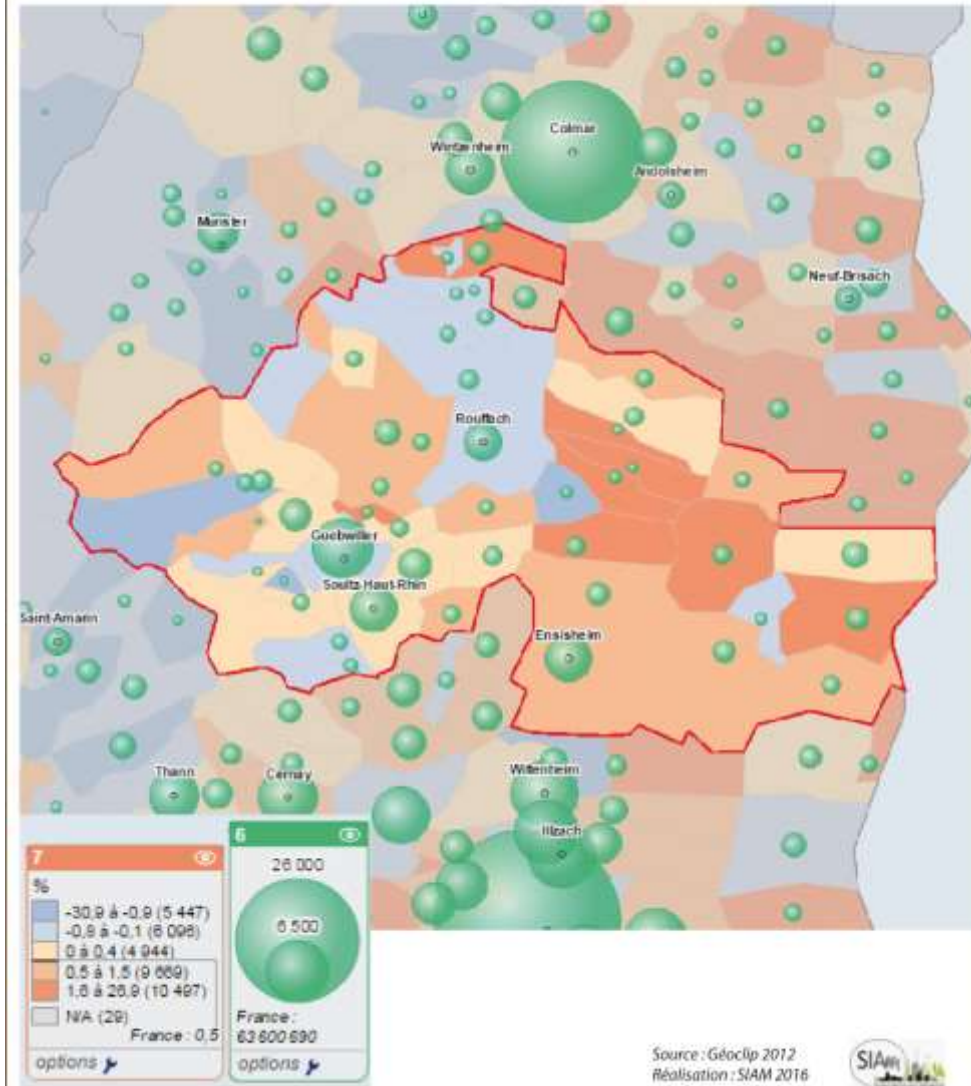 Colmar
Wintzenheim
Andolsheim
Munster
Neuf-Brisach
Rouffach
Guebwiller
Soultz-Haut-Rhin
Saint-Amarin
Ensisheim
Thann
Cernay
Wittenheim
Illzach
7
%
-30,9 à -0,9 (5 447)
-0,9 à -0,1 (6 096)
0 à 0,4 (4 944)
0,5 à 1,5 (9 669)
1,6 à 26,9 (10 497)
N/A (29)
France : 0,5
options
6
26 000
6 500
France :
63 600 690
options
Source : Géoclip 2012
Réalisation : SIAM 2016
SIAM